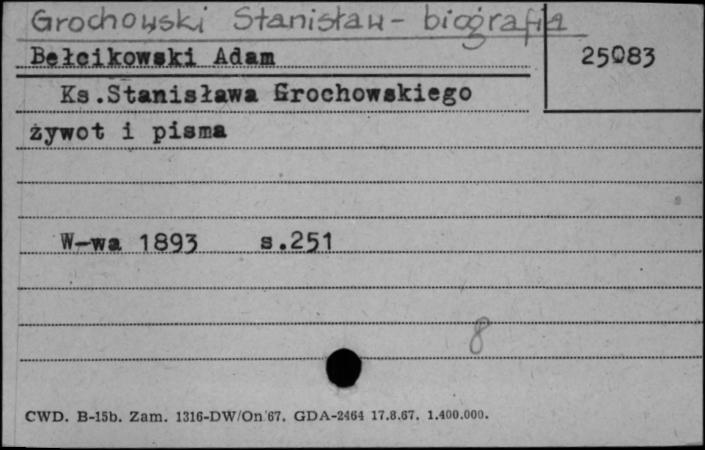 Grochowski Stanisław - biografia
Bełcikowski Adam
25083
Ks.Stanisława Grochowskiego
żywot i pisma
W-wa 1893 s.251
8
CWD. B-15b. Zam. 1316-DW/On 67. GDA-2464 17.8.67. 1.400.000.